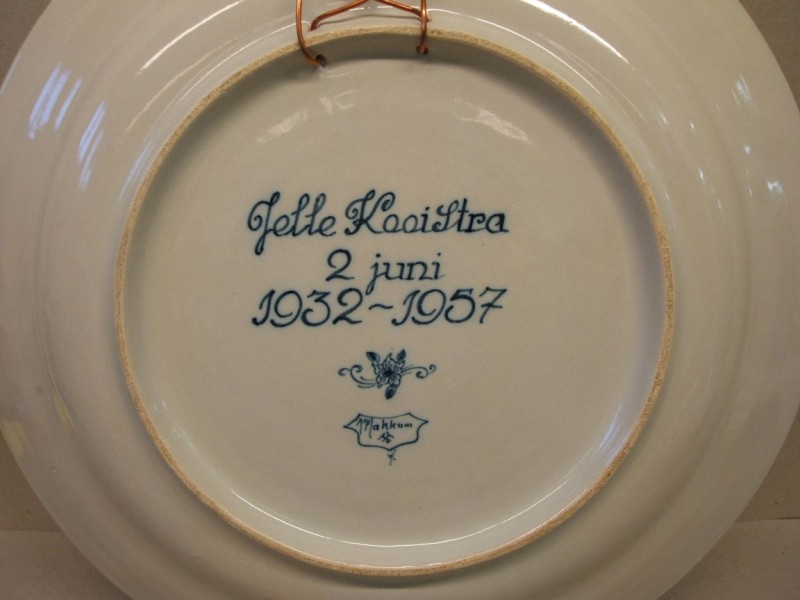 Jelle Kooistra
2 juni
1932~1957
Makkum